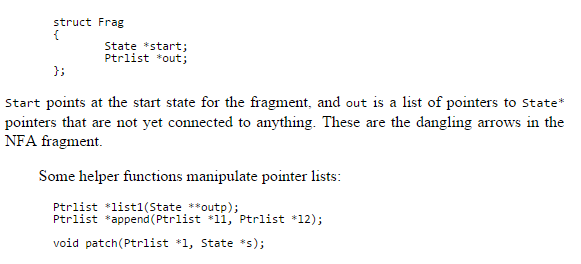 struct Frag
{
State *start;
Ptrlist *out;
};
Start points at the start state for the fragment, and out is a list of pointers to State*
pointers that are not yet connected to anything. These are the dangling arrows in the
NFA fragment.
Some helper functions manipulate pointer lists:
Ptrlist *list1(State **outp);
Ptrlist *append(Ptrlist *l1, Ptrlist *l2);
void patch(Ptrlist *l, State *s);